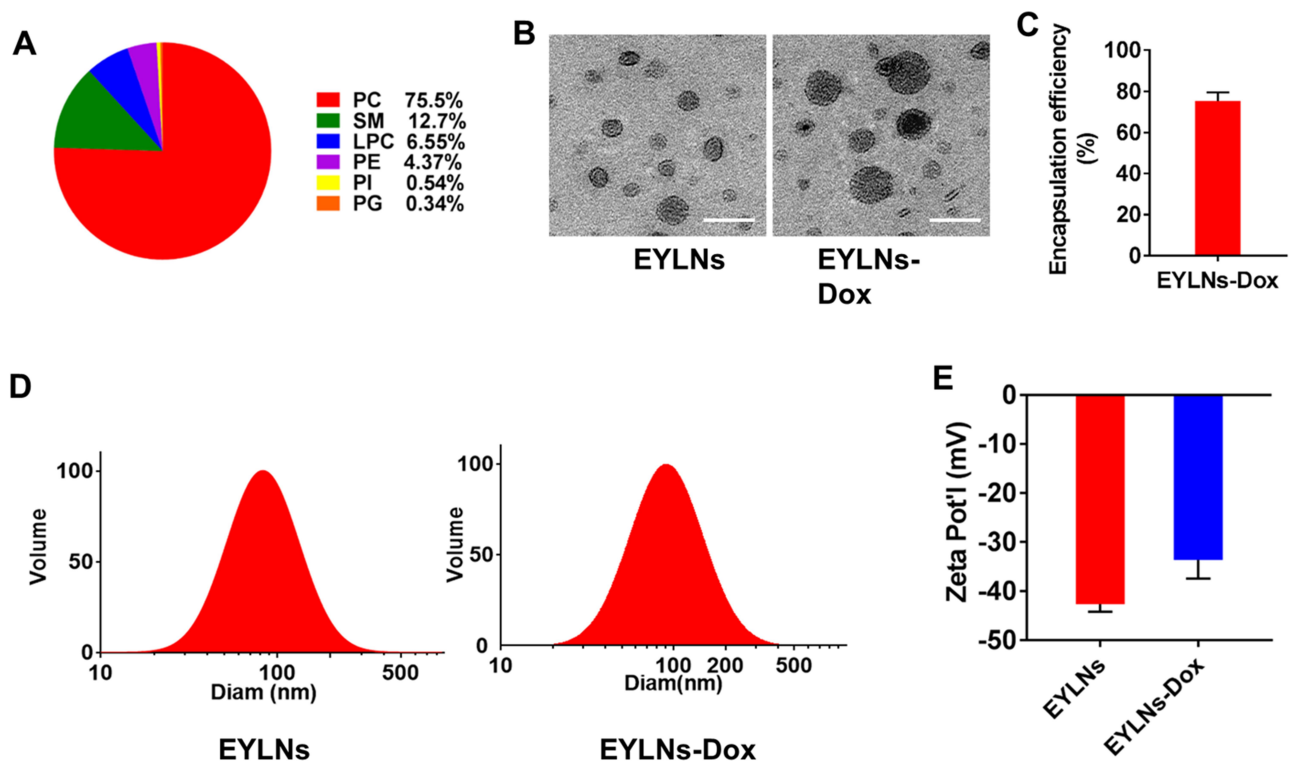 A
PC 75.5%
SM 12.7%
LPC 6.55%
PE 4.37%
PI 0.54%
PG 0.34%
B
EYLNs
EYLNs-
Dox
C
Encapsulation efficiency
(%)
100
80
60
40
20
0
EYLNs-Dox
D
Volume
100
50
0
10 100 500
Diam (nm)
EYLNs
Volume
100
50
0
10 100 200 500
Diam(nm)
EYLNs-Dox
E
Zeta Pot'l (mV)
0
-10
-20
-30
-40
-50
EYLNs
EYLNs-Dox